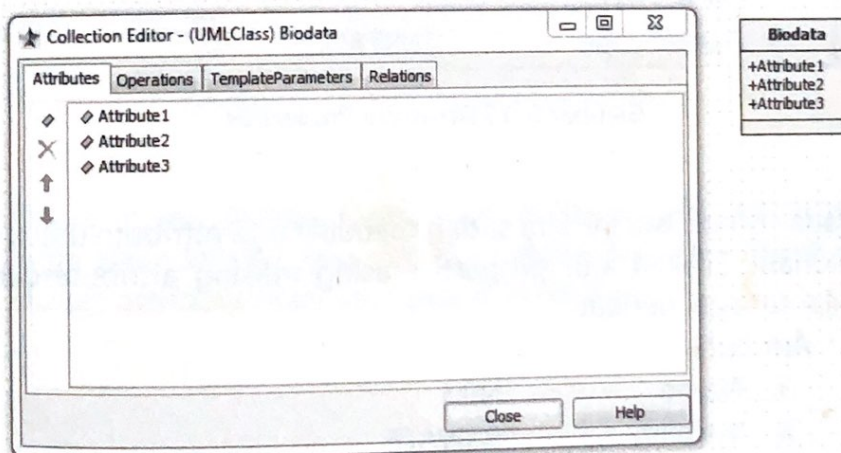 Collection Editor - (UMLClass) Biodata
Attributes Operations TemplateParameters Relations
Attribute1
Attribute2
Attribute3
Close Help
Biodata
+Attribute1
+Attribute2
+Attribute3